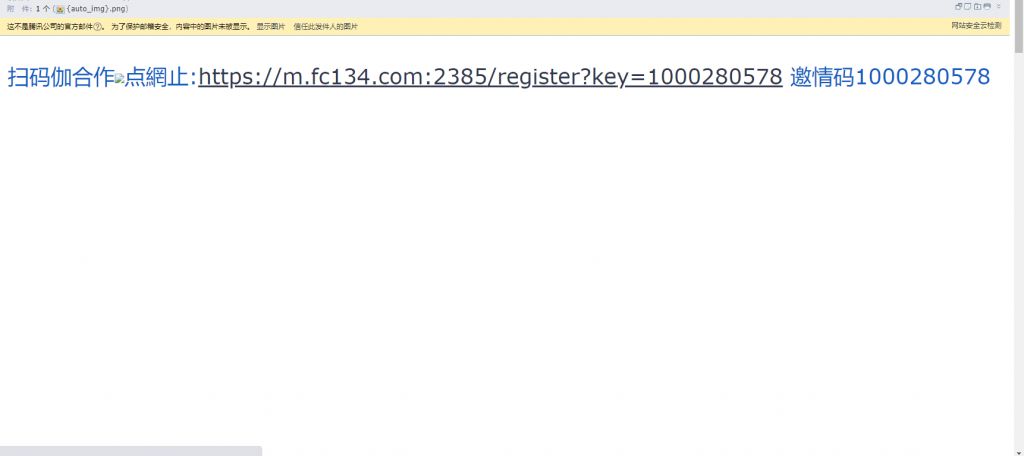 附 件: 1 个 ({auto_img}.png)
这不是腾讯公司的官方邮件?。 为了保护邮箱安全,内容中的图片未被显示。 显示图片 信任此发件人的图片 网站安全云检测
扫码伽合作点網止:https://m.fc134.com:2385/register?key=1000280578 邀情码1000280578